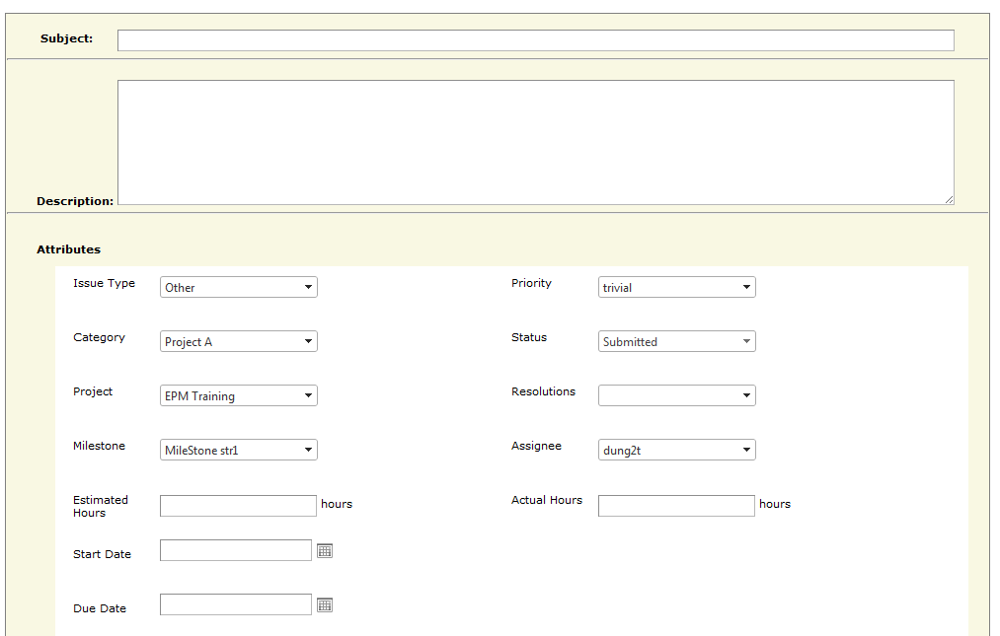 Subject:
Description:
Attributes
Issue Type Other Priority trivial
Category Project A Status Submitted
Project EPM Training Resolutions
Milestone MileStone str1 Assignee dung2t
Estimated Hours hours Actual Hours hours
Start Date
Due Date